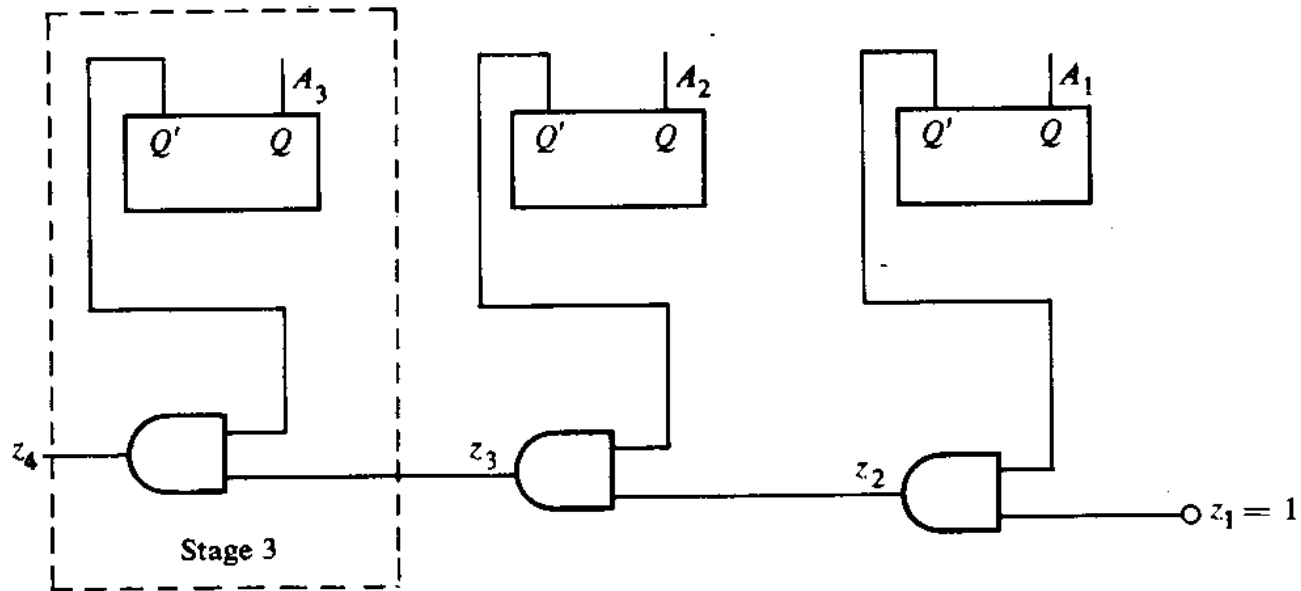 A₃
A₂
A₁
Q' Q
Q' Q
Q' Q
z₄
z₃
z₂
z₁ = 1
Stage 3